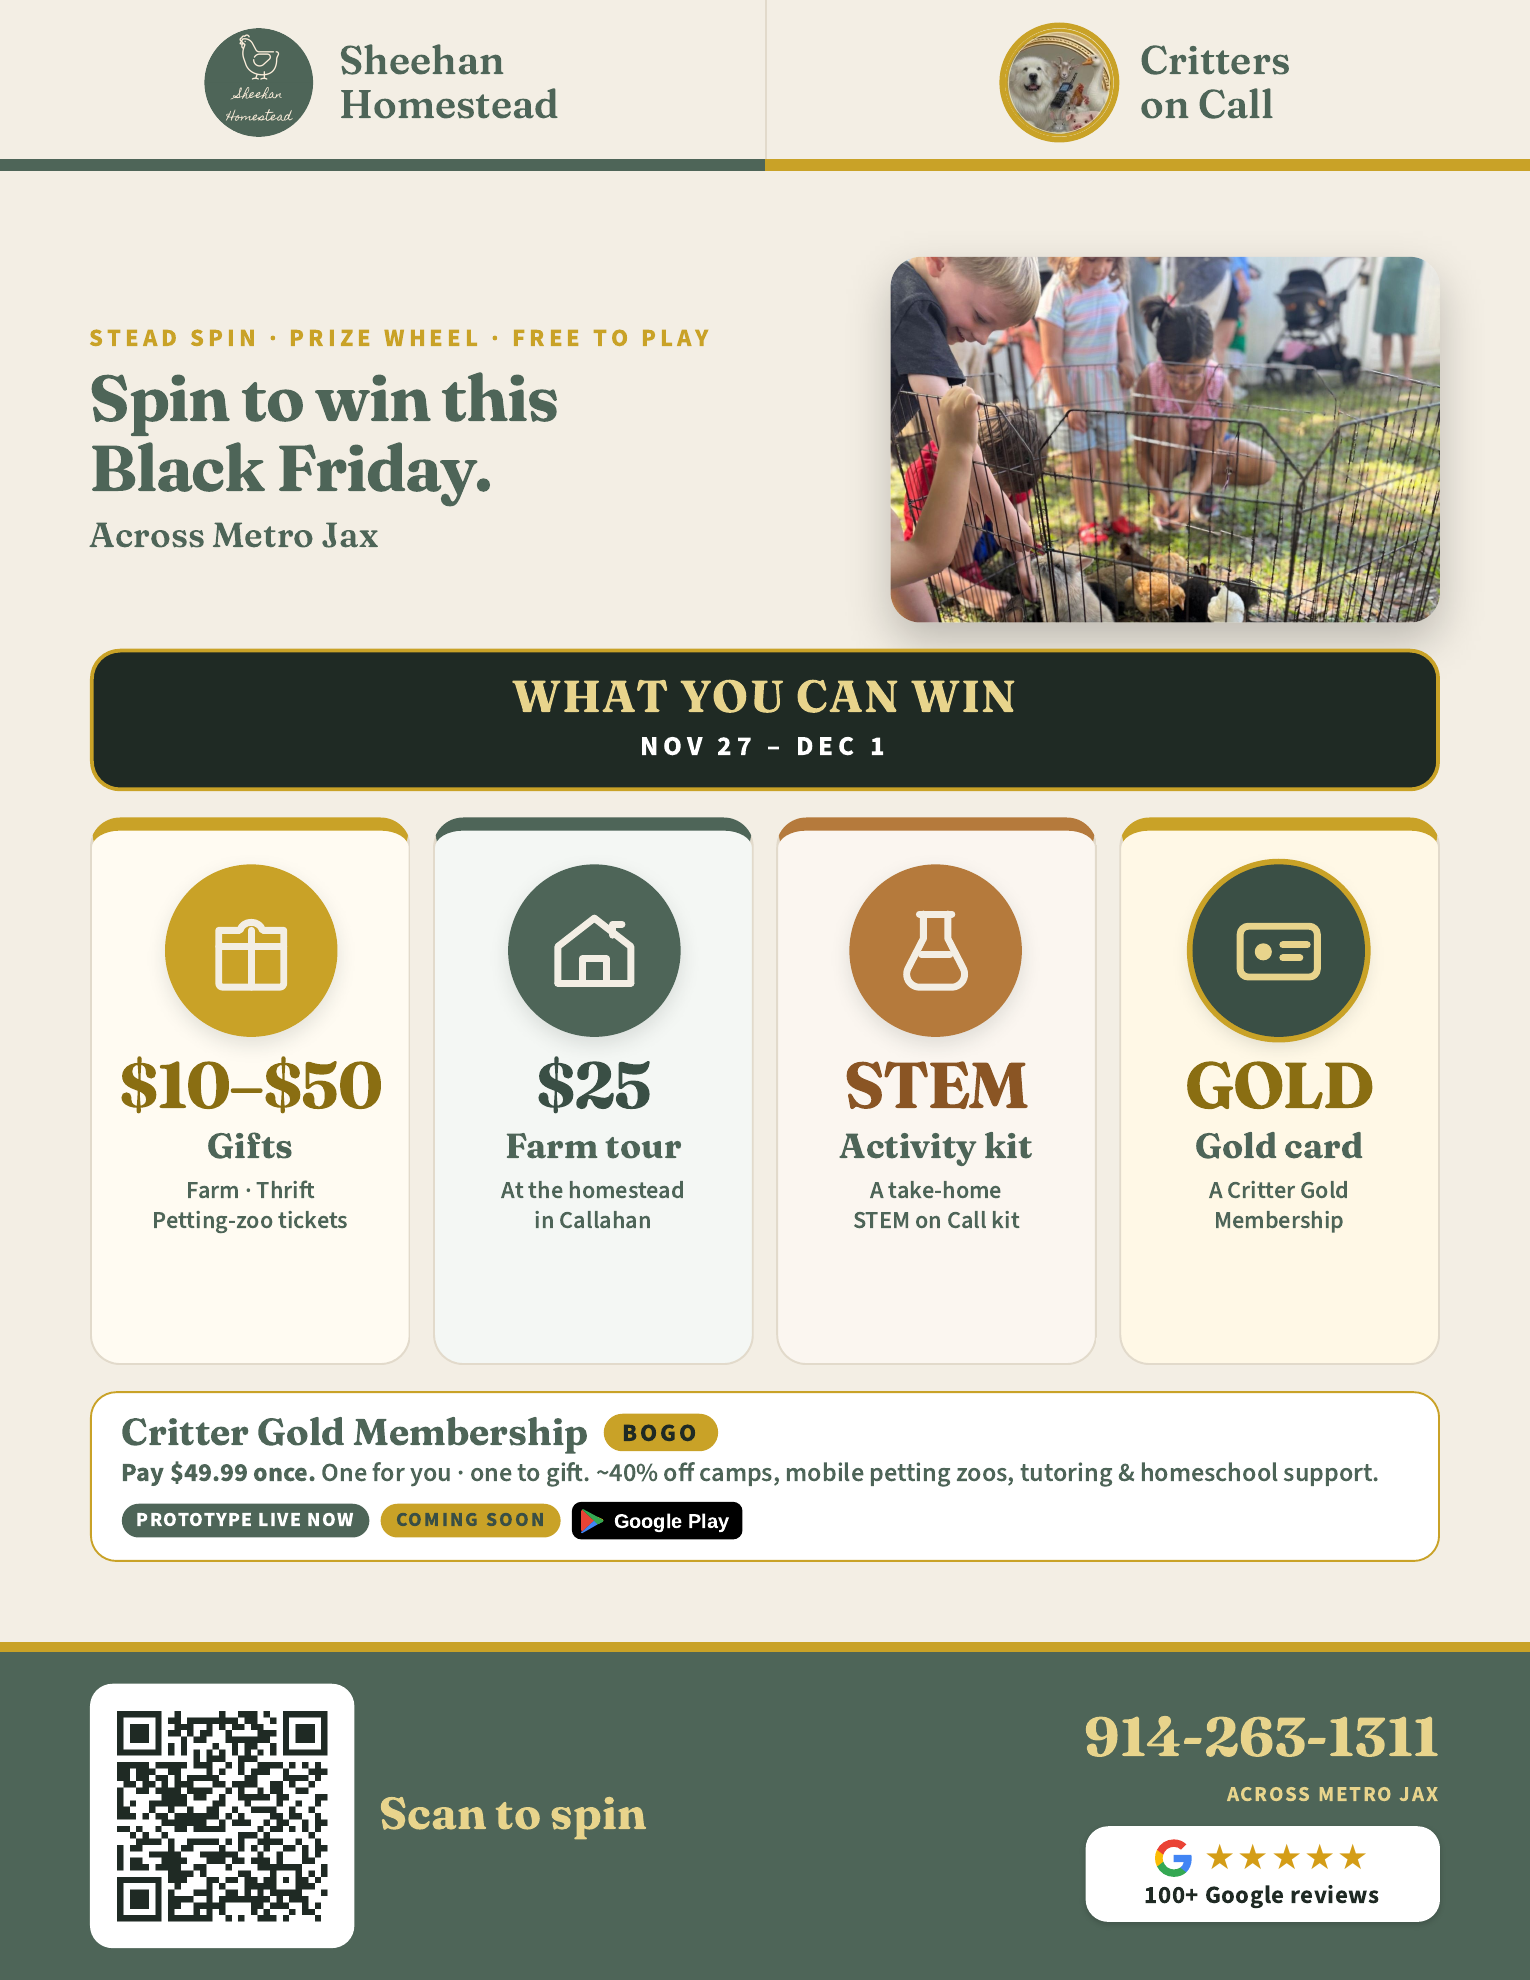 Sheehan
Homestead
Sheehan
Homestead
Critters
on Call
STEAD SPIN · PRIZE WHEEL · FREE TO PLAY
Spin to win this
Black Friday.
Across Metro Jax
WHAT YOU CAN WIN
NOV 27 – DEC 1
$10–$50
Gifts
Farm · Thrift
Petting-zoo tickets
$25
Farm tour
At the homestead
in Callahan
STEM
Activity kit
A take-home
STEM on Call kit
GOLD
Gold card
A Critter Gold
Membership
Critter Gold Membership BOGO
Pay $49.99 once. One for you · one to gift. ~40% off camps, mobile petting zoos, tutoring & homeschool support.
PROTOTYPE LIVE NOW COMING SOON Google Play
Scan to spin
914-263-1311
ACROSS METRO JAX
100+ Google reviews